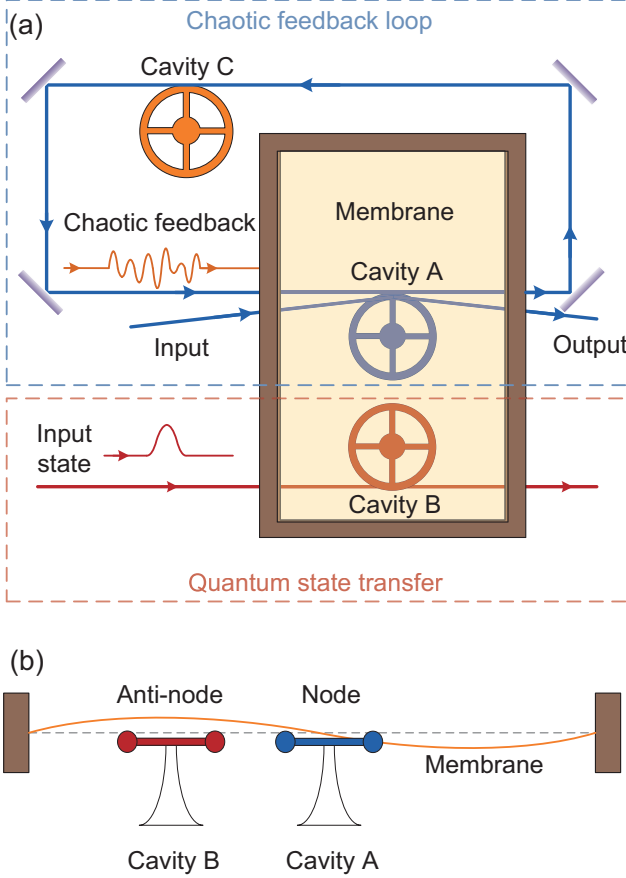 (a)
Chaotic feedback loop
Cavity C
Membrane
Chaotic feedback
Cavity A
Input
Output
Input
state
Cavity B
Quantum state transfer
(b)
Anti-node
Node
Membrane
Cavity B
Cavity A